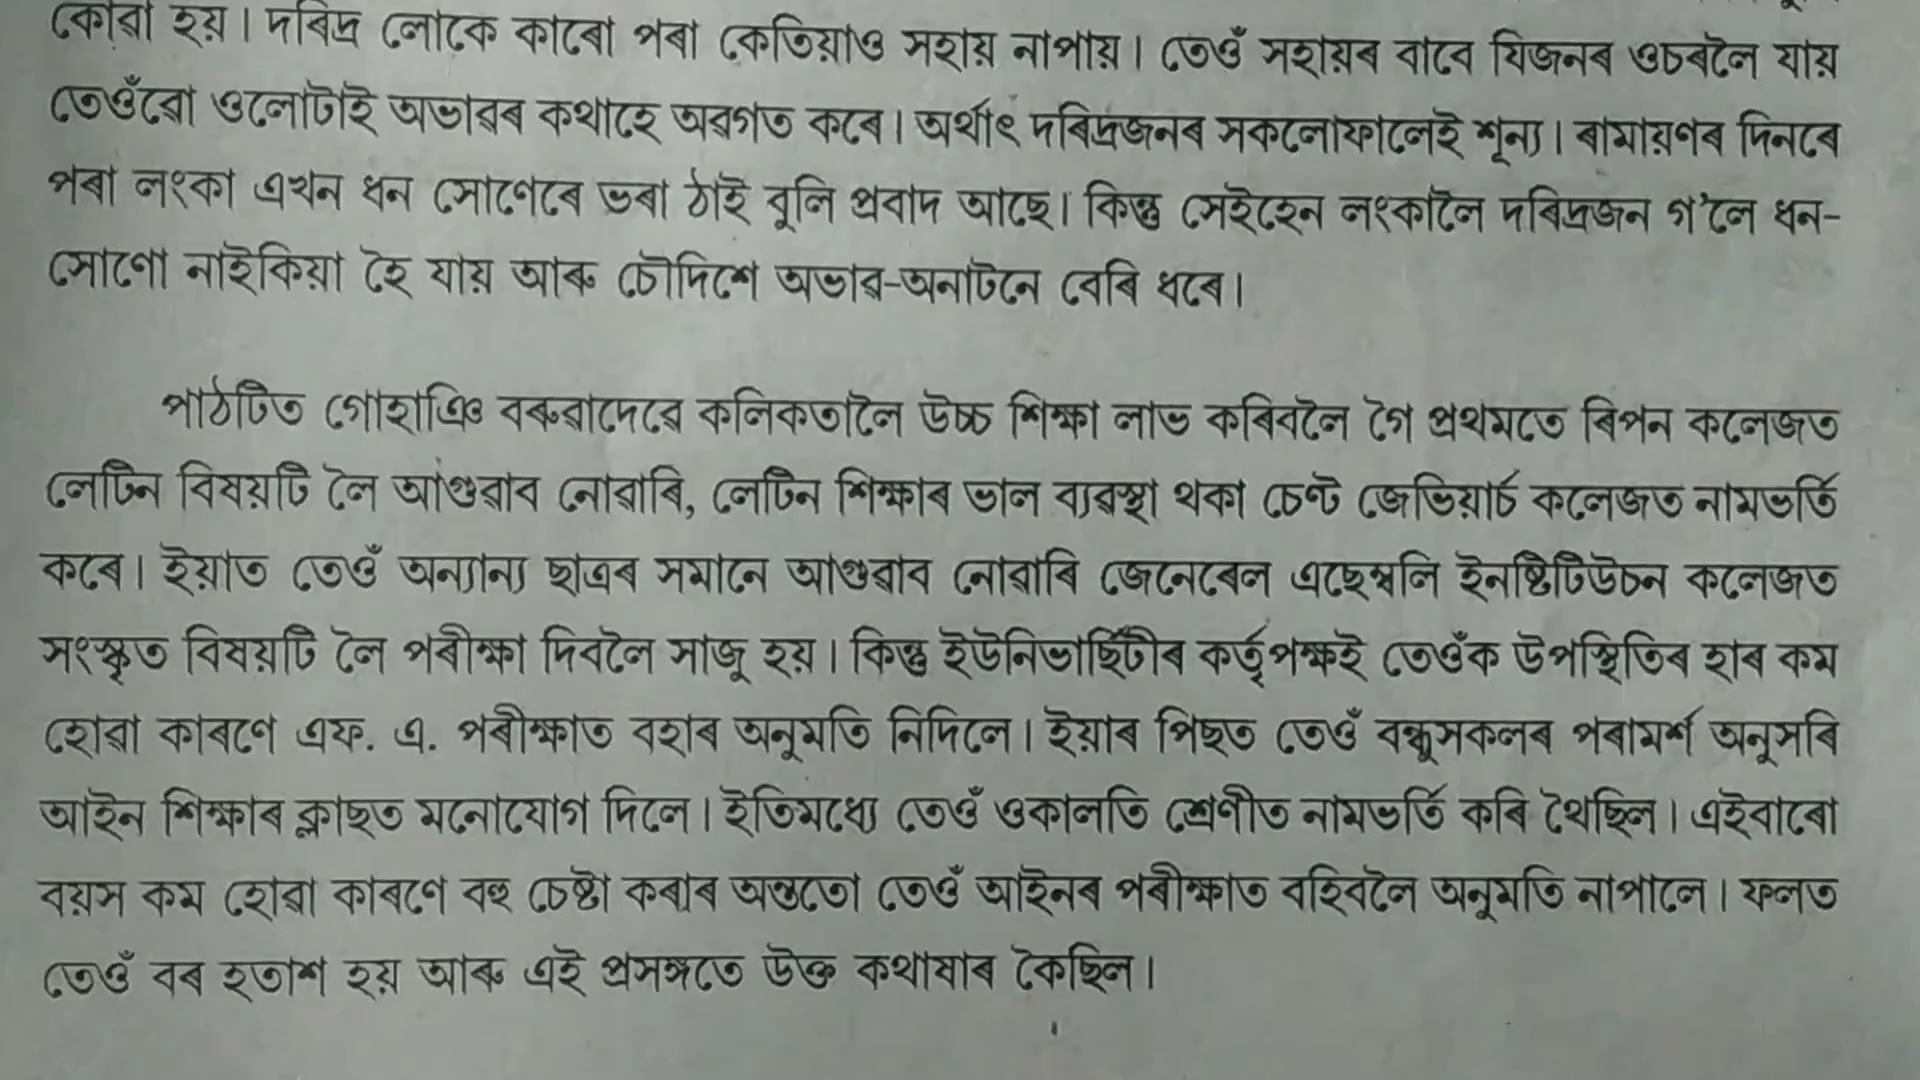 কোৱা হয়। দৰিদ্ৰ লোকে কাৰো পৰা কেতিয়াও সহায় নাপায়। তেওঁ সহায়ৰ বাবে যিজনৰ ওচৰলৈ যায়
তেওঁৰো ওলোটাই অভাৱৰ কথাহে অৱগত কৰে। অৰ্থাৎ দৰিদ্ৰজনৰ সকলোফালেই শূন্য। ৰামায়ণৰ দিনৰে
পৰা লংকা এখন ধন সোণেৰে ভৰা ঠাই বুলি প্ৰবাদ আছে। কিন্তু সেইহেন লংকালৈ দৰিদ্ৰজন গ'লে ধন-
সোণো নাইকিয়া হৈ যায় আৰু চৌদিশে অভাৱ-অনাটনে বেৰি ধৰে।
পাঠটিত গোহাঞি বৰুৱাদেৱে কলিকতালৈ উচ্চ শিক্ষা লাভ কৰিবলৈ গৈ প্ৰথমতে ৰিপন কলেজত
লেটিন বিষয়টি লৈ আগুৱাব নোৱাৰি, লেটিন শিক্ষাৰ ভাল ব্যৱস্থা থকা চেণ্ট জেভিয়াৰ্চ কলেজত নামভৰ্তি
কৰে। ইয়াত তেওঁ অন্যান্য ছাত্ৰৰ সমানে আগুৱাব নোৱাৰি জেনেৰেল এছেম্বলি ইনষ্টিটিউচন কলেজত
সংস্কৃত বিষয়টি লৈ পৰীক্ষা দিবলৈ সাজু হয়। কিন্তু ইউনিভাৰ্ছিটীৰ কৰ্তৃপক্ষই তেওঁক উপস্থিতিৰ হাৰ কম
হোৱা কাৰণে এফ. এ. পৰীক্ষাত বহাৰ অনুমতি নিদিলে। ইয়াৰ পিছত তেওঁ বন্ধুসকলৰ পৰামৰ্শ অনুসৰি
আইন শিক্ষাৰ ক্লাছত মনোযোগ দিলে। ইতিমধ্যে তেওঁ ওকালতি শ্ৰেণীত নামভৰ্তি কৰি থৈছিল। এইবাৰো
বয়স কম হোৱা কাৰণে বহু চেষ্টা কৰাৰ অন্ততো তেওঁ আইনৰ পৰীক্ষাত বহিবলৈ অনুমতি নাপালে। ফলত
তেওঁ বৰ হতাশ হয় আৰু এই প্ৰসঙ্গতে উক্ত কথাষাৰ কৈছিল।